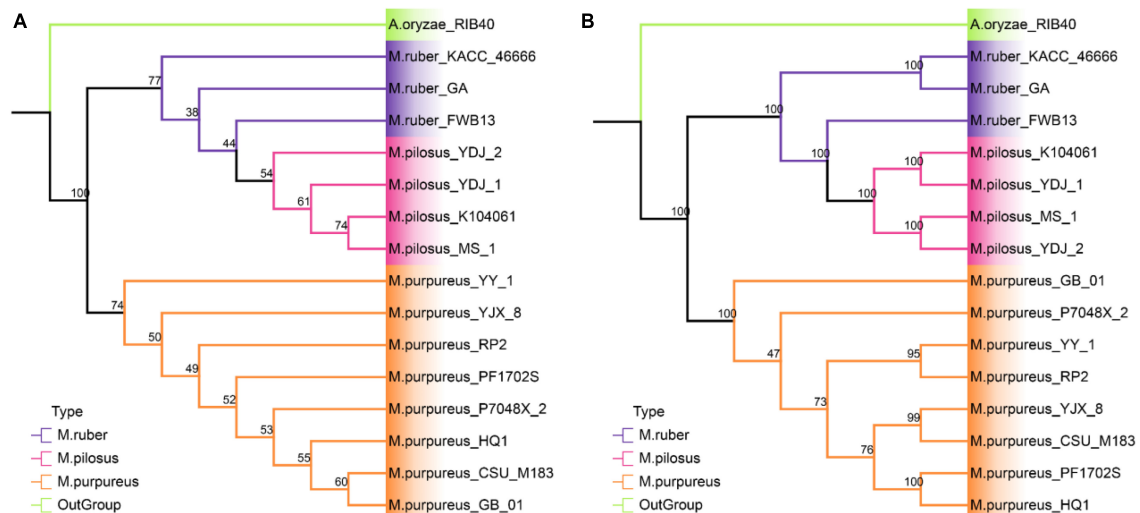 A
A.oryzae_RIB40
M.ruber_KACC_46666
77
M.ruber_GA
38
M.ruber_FWB13
44
M.pilosus_YDJ_2
54
M.pilosus_YDJ_1
61
M.pilosus_K104061
74
M.pilosus_MS_1
100
M.purpureus_YY_1
74
M.purpureus_YJX_8
50
M.purpureus_RP2
49
M.purpureus_PF1702S
52
M.purpureus_P7048X_2
53
M.purpureus_HQ1
55
M.purpureus_CSU_M183
60
M.purpureus_GB_01
Type
M.ruber
M.pilosus
M.purpureus
OutGroup
B
A.oryzae_RIB40
M.ruber_KACC_46666
100
M.ruber_GA
100
M.ruber_FWB13
100
M.pilosus_K104061
100
M.pilosus_YDJ_1
100
M.pilosus_MS_1
100
M.pilosus_YDJ_2
100
M.purpureus_GB_01
100
M.purpureus_P7048X_2
47
M.purpureus_YY_1
95
M.purpureus_RP2
73
M.purpureus_YJX_8
99
M.purpureus_CSU_M183
76
M.purpureus_PF1702S
100
M.purpureus_HQ1
Type
M.ruber
M.pilosus
M.purpureus
OutGroup